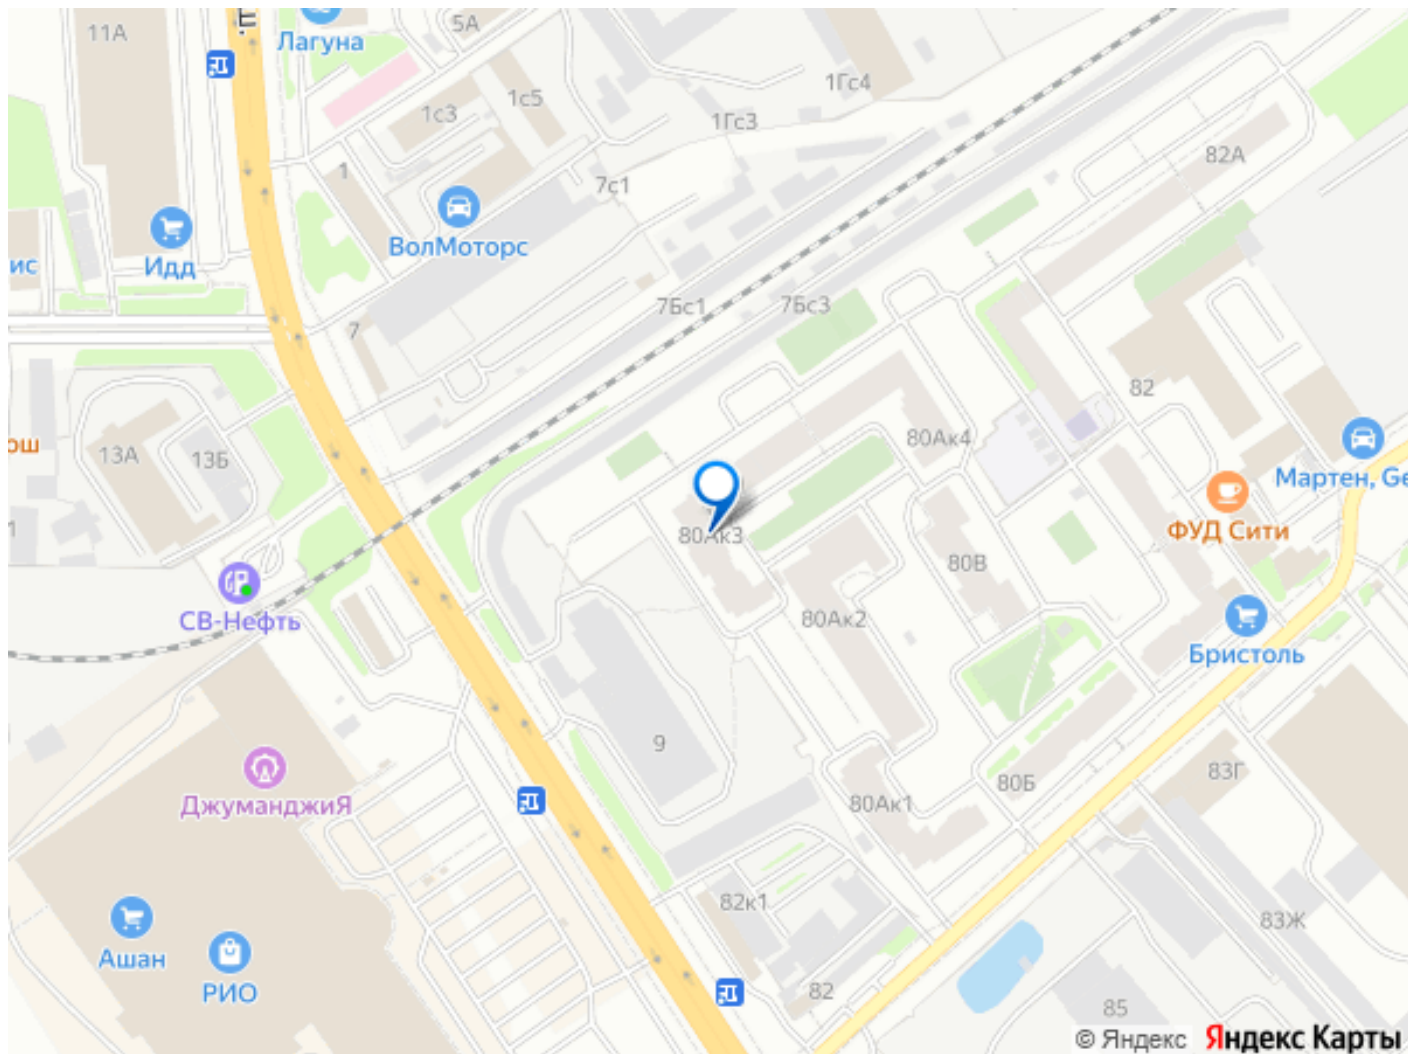 11А
Лагуна
5А
1с3
1с5
1Гс4
1Гс3
82А
1
7с1
ВолМоторс
Идд
ис
7
7Бс1
7Бс3
82
80Ак4
ош
13А
13Б
Мартен, Ge
ФУД Сити
80Ак3
80В
СВ-Нефть
80Ак2
Бристоль
9
ДжуманджиЯ
80Ак1
80Б
83Г
82к1
83Ж
Ашан
РИО
82
85
© Яндекс
Яндекс Карты